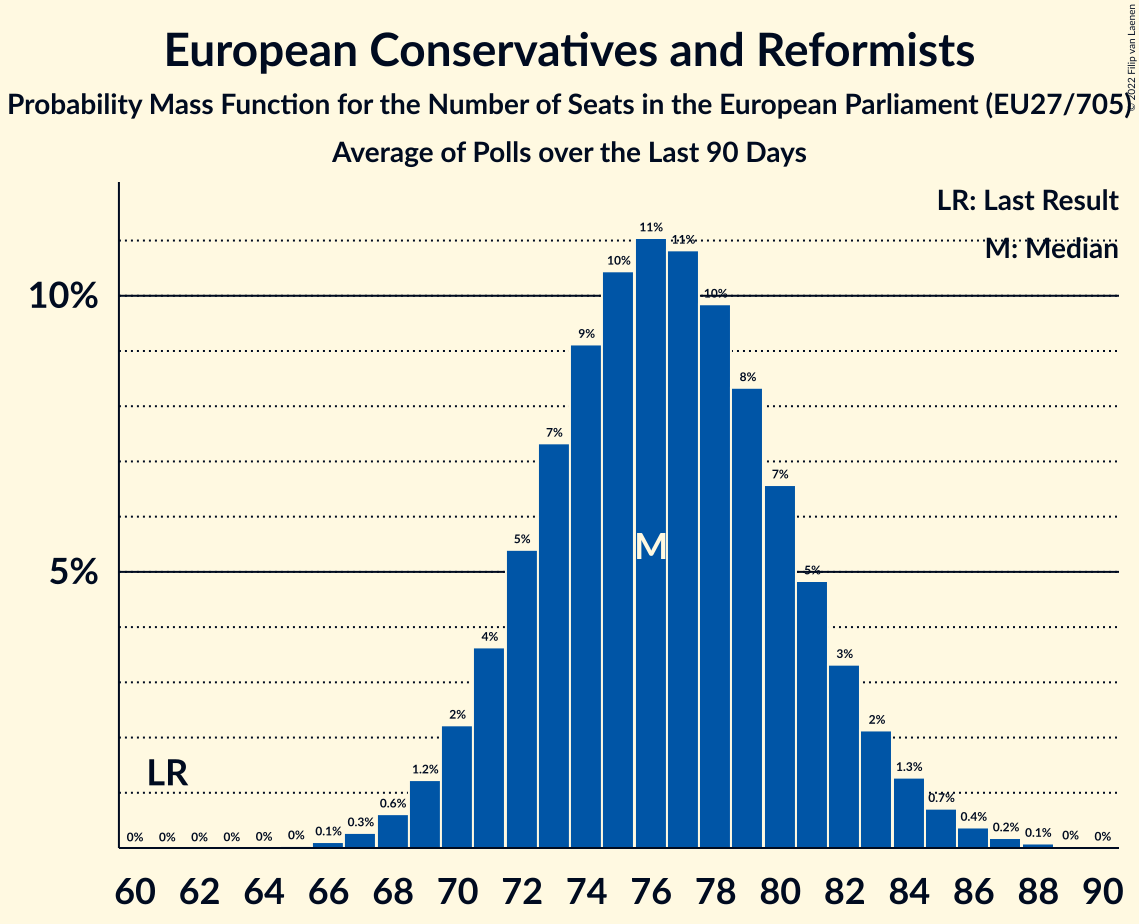 European Conservatives and Reformists
Probability Mass Function for the Number of Seats in the European Parliament (EU27/705)
Average of Polls over the Last 90 Days
© 2022 Filip van Laenen
LR: Last Result
M: Median
10%
5%
0% 0% 0% 0% 0% 0% 0.1% 0.3% 0.6% 1.2% 2% 4% 5% 7% 9% 10% 11% 11% 10% 8% 7% 5% 3% 2% 1.3% 0.7% 0.4% 0.2% 0.1% 0% 0%
M
LR
60 62 64 66 68 70 72 74 76 78 80 82 84 86 88 90